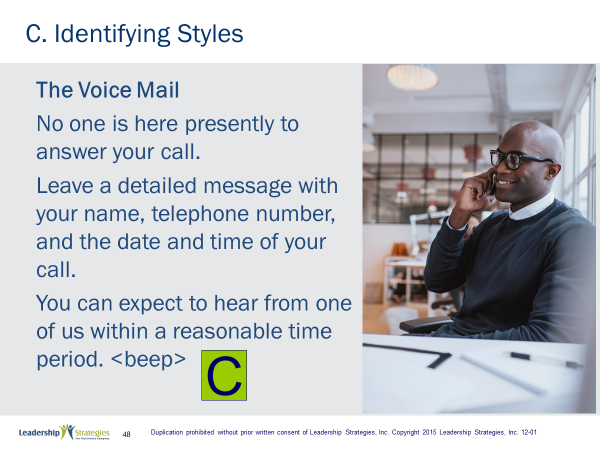 C. Identifying Styles
The Voice Mail
No one is here presently to
answer your call.
Leave a detailed message with
your name, telephone number,
and the date and time of your
call.
You can expect to hear from one
of us within a reasonable time
period. <beep>
C
Leadership Strategies
The Facilitation Company
48
Duplication prohibited without prior written consent of Leadership Strategies, Inc. Copyright 2015 Leadership Strategies, Inc. 12-01